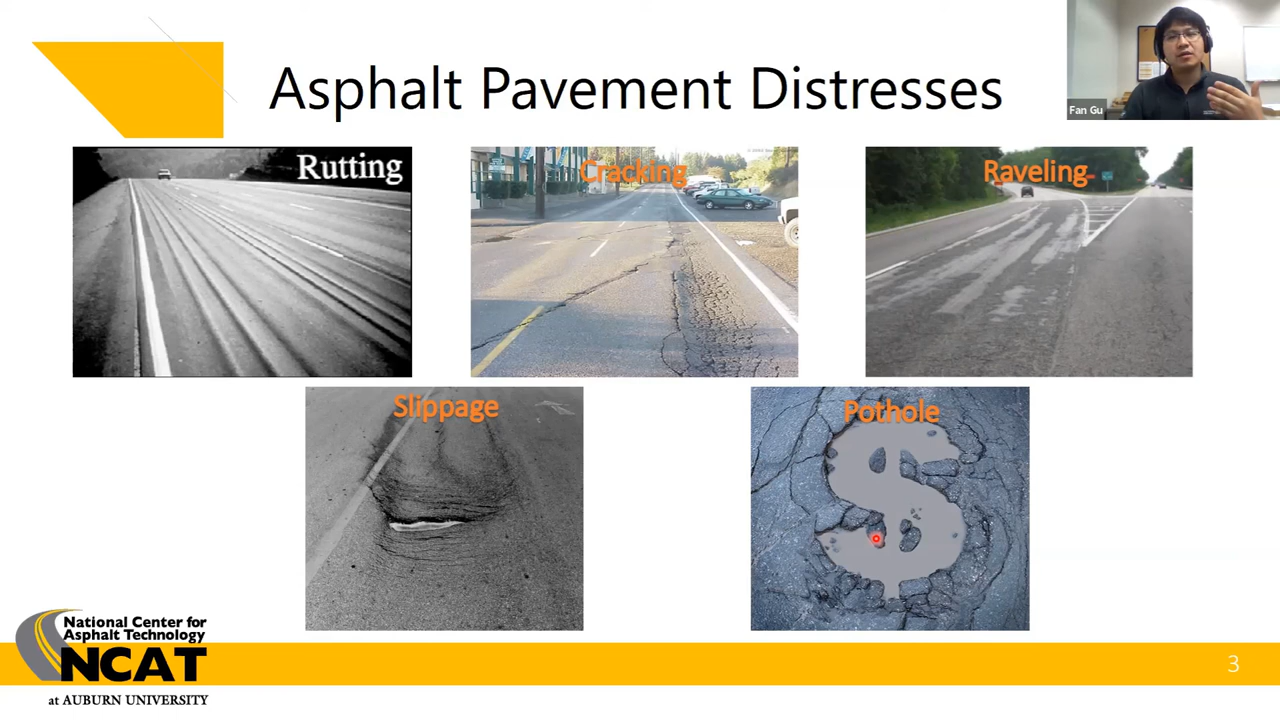 Asphalt Pavement Distresses
Fan Gu
Rutting
Cracking
Raveling
Slippage
Pothole
National Center for
Asphalt Technology
NCAT
at AUBURN UNIVERSITY
3